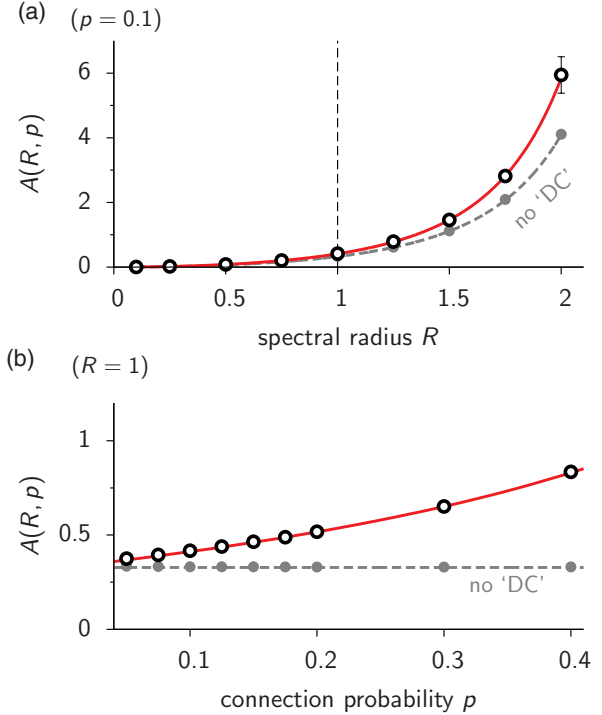 (a) (p = 0.1)
6
4
2
0
A(R, p)
no 'DC'
0 0.5 1 1.5 2
spectral radius R
(b) (R = 1)
1
0.5
0
A(R, p)
no 'DC'
0.1 0.2 0.3 0.4
connection probability p